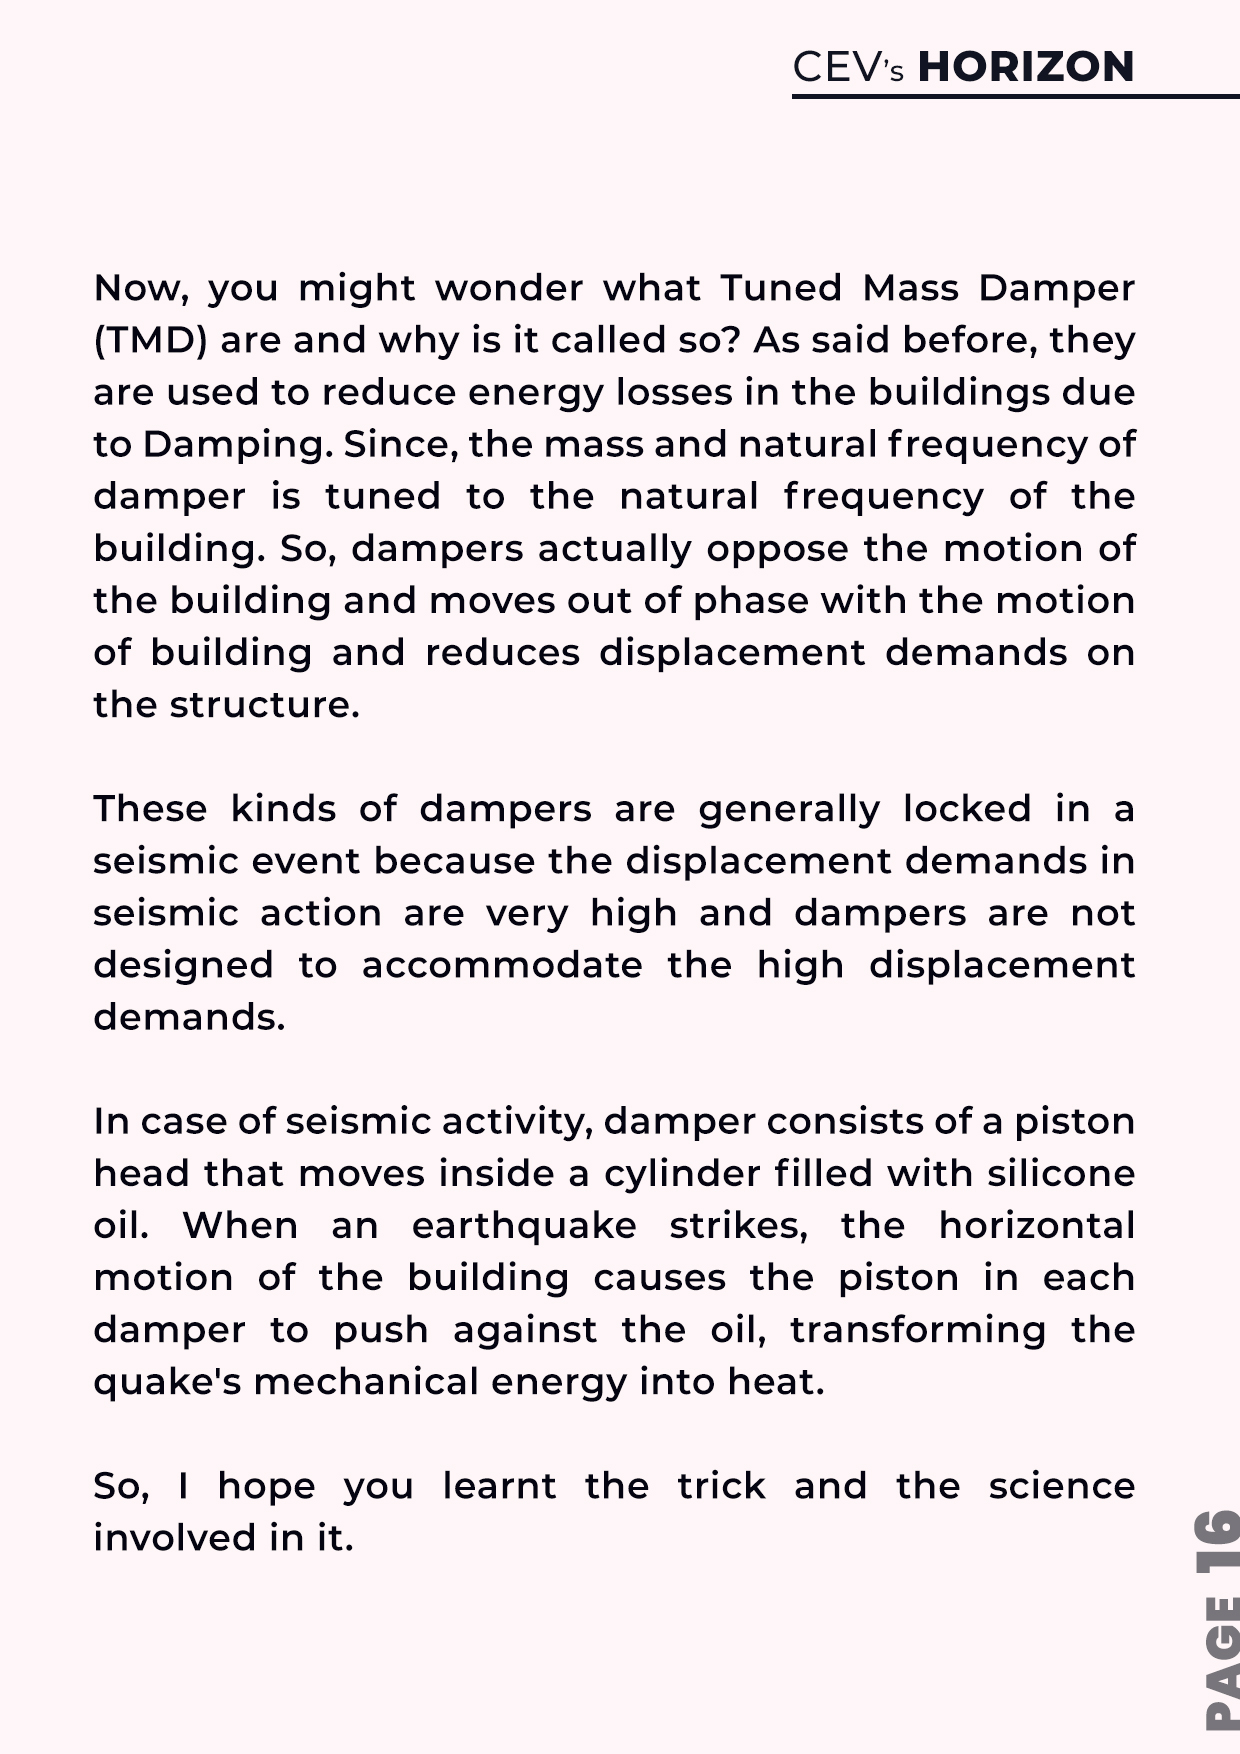 CEV's HORIZON
Now, you might wonder what Tuned Mass Damper
(TMD) are and why is it called so? As said before, they
are used to reduce energy losses in the buildings due
to Damping. Since, the mass and natural frequency of
damper is tuned to the natural frequency of the
building. So, dampers actually oppose the motion of
the building and moves out of phase with the motion
of building and reduces displacement demands on
the structure.
These kinds of dampers are generally locked in a
seismic event because the displacement demands in
seismic action are very high and dampers are not
designed to accommodate the high displacement
demands.
In case of seismic activity, damper consists of a piston
head that moves inside a cylinder filled with silicone
oil. When an earthquake strikes, the horizontal
motion of the building causes the piston in each
damper to push against the oil, transforming the
quake's mechanical energy into heat.
So, I hope you learnt the trick and the science
involved in it.
PAGE 16